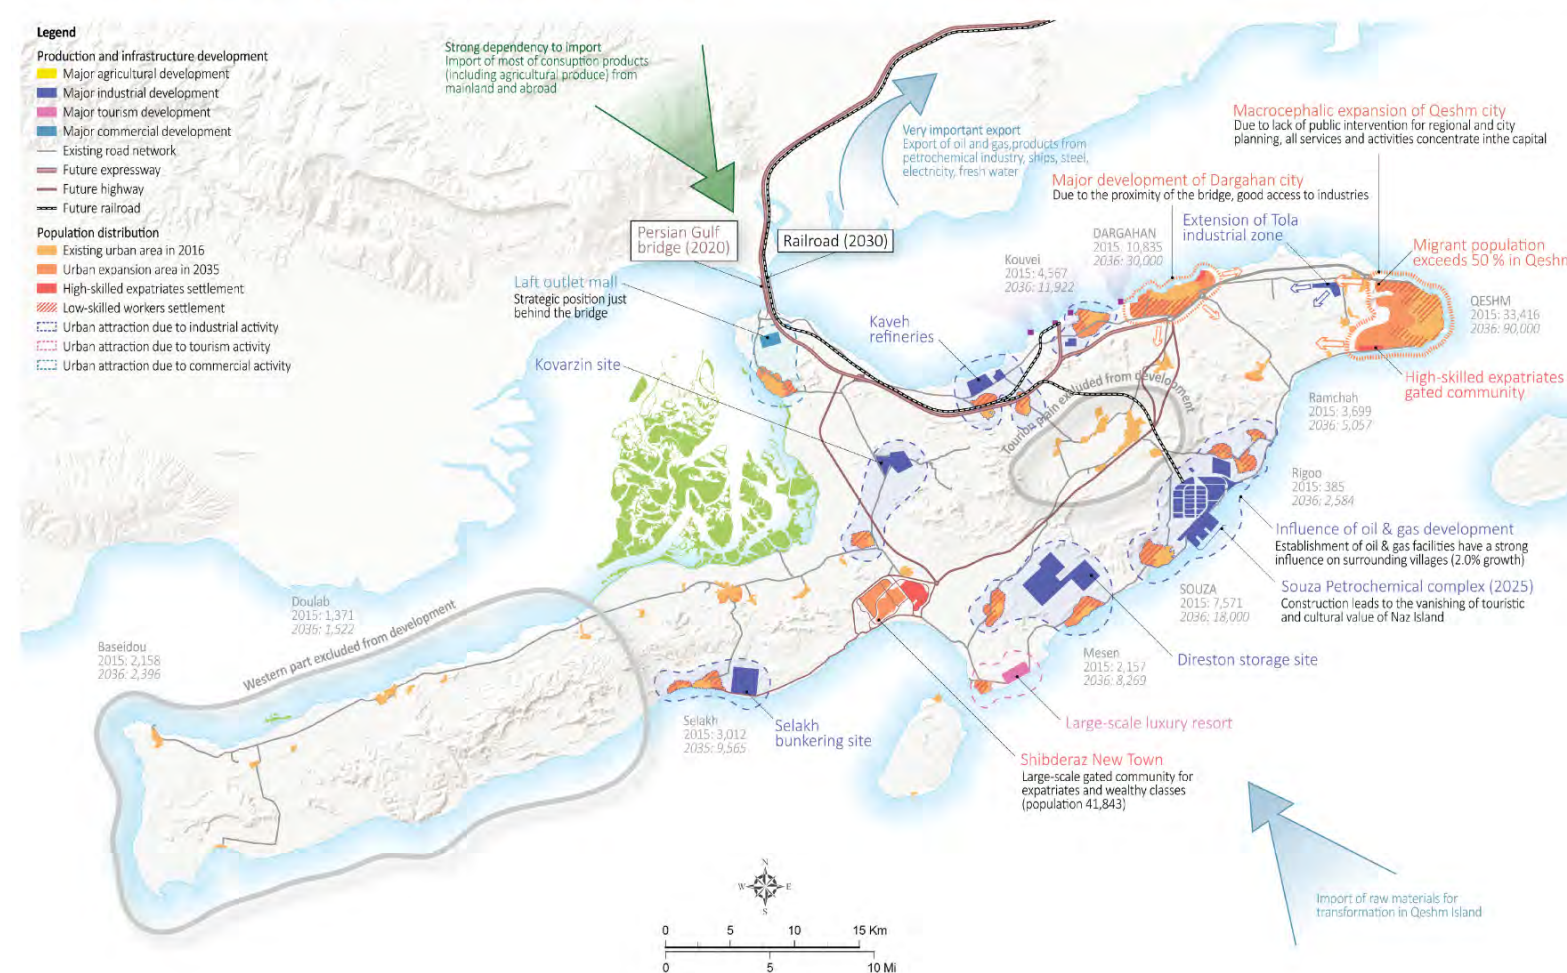 Legend
Production and infrastructure development
Major agricultural development
Major industrial development
Major tourism development
Major commercial development
Existing road network
Future expressway
Future highway
Future railroad
Population distribution
Existing urban area in 2016
Urban expansion area in 2035
High-skilled expatriates settlement
Low-skilled workers settlement
Urban attraction due to industrial activity
Urban attraction due to tourism activity
Urban attraction due to commercial activity
Strong dependency to import
Import of most of consuption products
(including agricultural produce) from
mainland and abroad
Very important export
Export of oil and gas,products from
petrochemical industry, ships, steel,
electricity, fresh water
Macrocephalic expansion of Qeshm city
Due to lack of public intervention for regional and city
planning, all services and activities concentrate inthe capital
Major development of Dargahan city
Due to the proximity of the bridge, good access to industries
Persian Gulf
bridge (2020)
Railroad (2030)
DARGAHAN
2015: 10,835
2036: 30,000
Extension of Tola
industrial zone
Migrant population
exceeds 50 % in Qeshm
Kouvei
2015: 4,567
2036: 11,922
Laft outlet mall
Strategic position just
behind the bridge
QESHM
2015: 33,416
2036: 90,000
Kaveh
refineries
Kovarzin site
High-skilled expatriates
gated community
Tourian plain excluded from development
Ramchah
2015: 3,699
2036: 5,057
Rigoo
2015: 385
2036: 2,584
Influence of oil & gas development
Establishment of oil & gas facilities have a strong
influence on surrounding villages (2.0% growth)
Souza Petrochemical complex (2025)
Construction leads to the vanishing of touristic
and cultural value of Naz Island
SOUZA
2015: 7,571
2036: 18,000
Doulab
2015: 1,371
2036: 1,522
Western part excluded from development
Baseidou
2015: 2,158
2036: 2,396
Mesen
2015: 2,157
2036: 8,269
Direston storage site
Selakh
2015: 3,012
2035: 9,565
Selakh
bunkering site
Large-scale luxury resort
Shibderaz New Town
Large-scale gated community for
expatriates and wealthy classes
(population 41,843)
Import of raw materials for
transformation in Qeshm Island
N
W E
S
0 5 10 15 Km
0 5 10 Mi